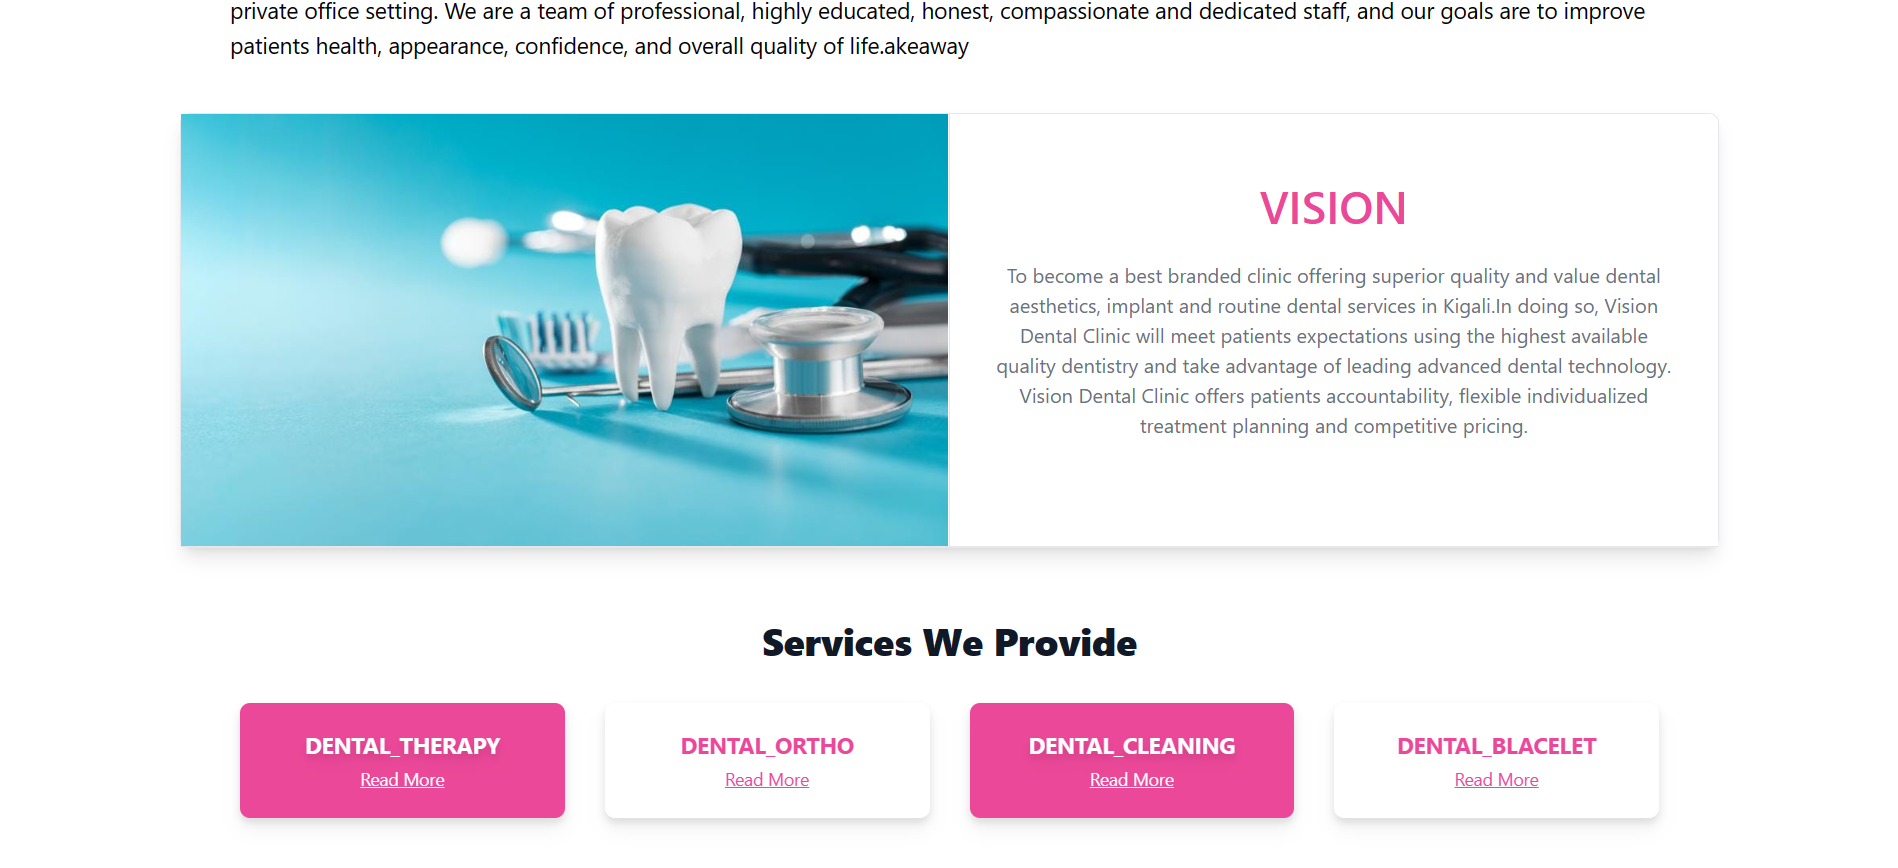 private office setting. We are a team of professional, highly educated, honest, compassionate and dedicated staff, and our goals are to improve
patients health, appearance, confidence, and overall quality of life.akeaway
VISION
To become a best branded clinic offering superior quality and value dental
aesthetics, implant and routine dental services in Kigali.In doing so, Vision
Dental Clinic will meet patients expectations using the highest available
quality dentistry and take advantage of leading advanced dental technology.
Vision Dental Clinic offers patients accountability, flexible individualized
treatment planning and competitive pricing.
Services We Provide
DENTAL_THERAPY
Read More
DENTAL_ORTHO
Read More
DENTAL_CLEANING
Read More
DENTAL_BLACELET
Read More